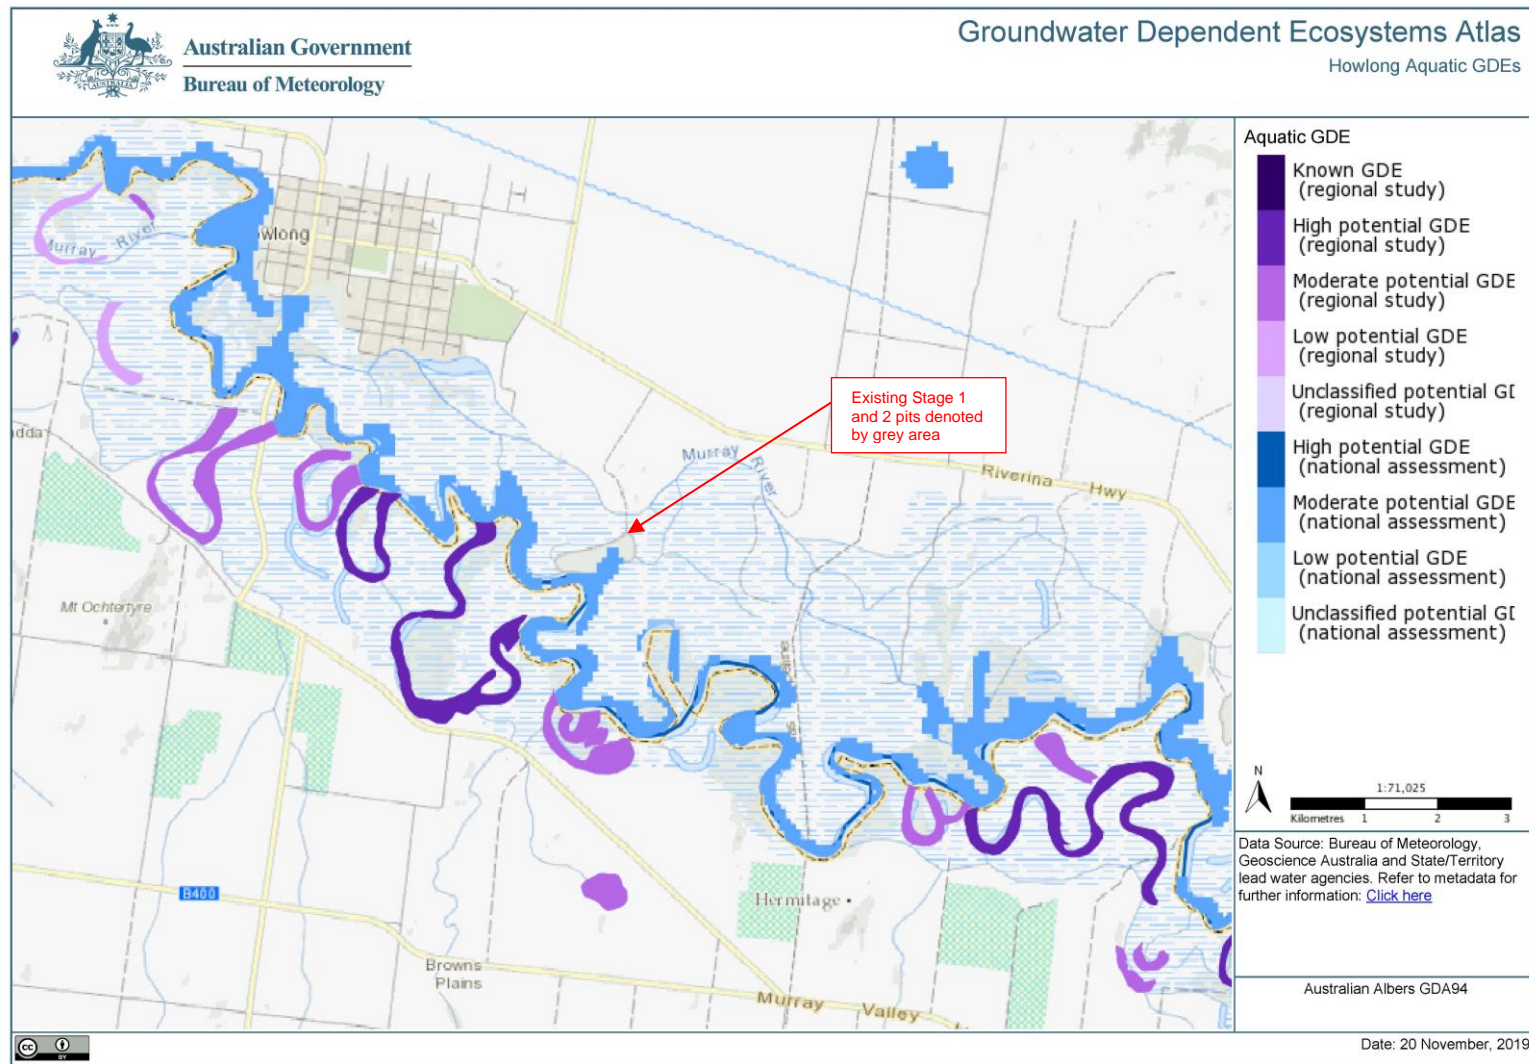 Australian Government
Bureau of Meteorology
Groundwater Dependent Ecosystems Atlas
Howlong Aquatic GDEs
Murray River
wlong
dda
Mt Ochtertyre
Existing Stage 1
and 2 pits denoted
by grey area
Murray River
Riverina Hwy
Hermitage
B400
Browns
Plains
Murray Valley
Aquatic GDE
Known GDE
(regional study)
High potential GDE
(regional study)
Moderate potential GDE
(regional study)
Low potential GDE
(regional study)
Unclassified potential GD
(regional study)
High potential GDE
(national assessment)
Moderate potential GDE
(national assessment)
Low potential GDE
(national assessment)
Unclassified potential GD
(national assessment)
N
1:71,025
Kilometres 1 2 3
Data Source: Bureau of Meteorology,
Geoscience Australia and State/Territory
lead water agencies. Refer to metadata for
further information: Click here
Australian Albers GDA94
cc BY
Date: 20 November, 2019